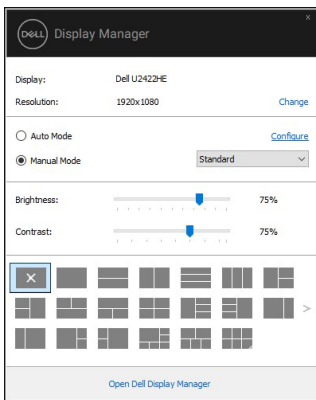 x
DELL Display Manager
Display: Dell U2422HE
Resolution: 1920x1080 Change
Auto Mode Configure
Manual Mode Standard
Brightness: 75%
Contrast: 75%
Open Dell Display Manager